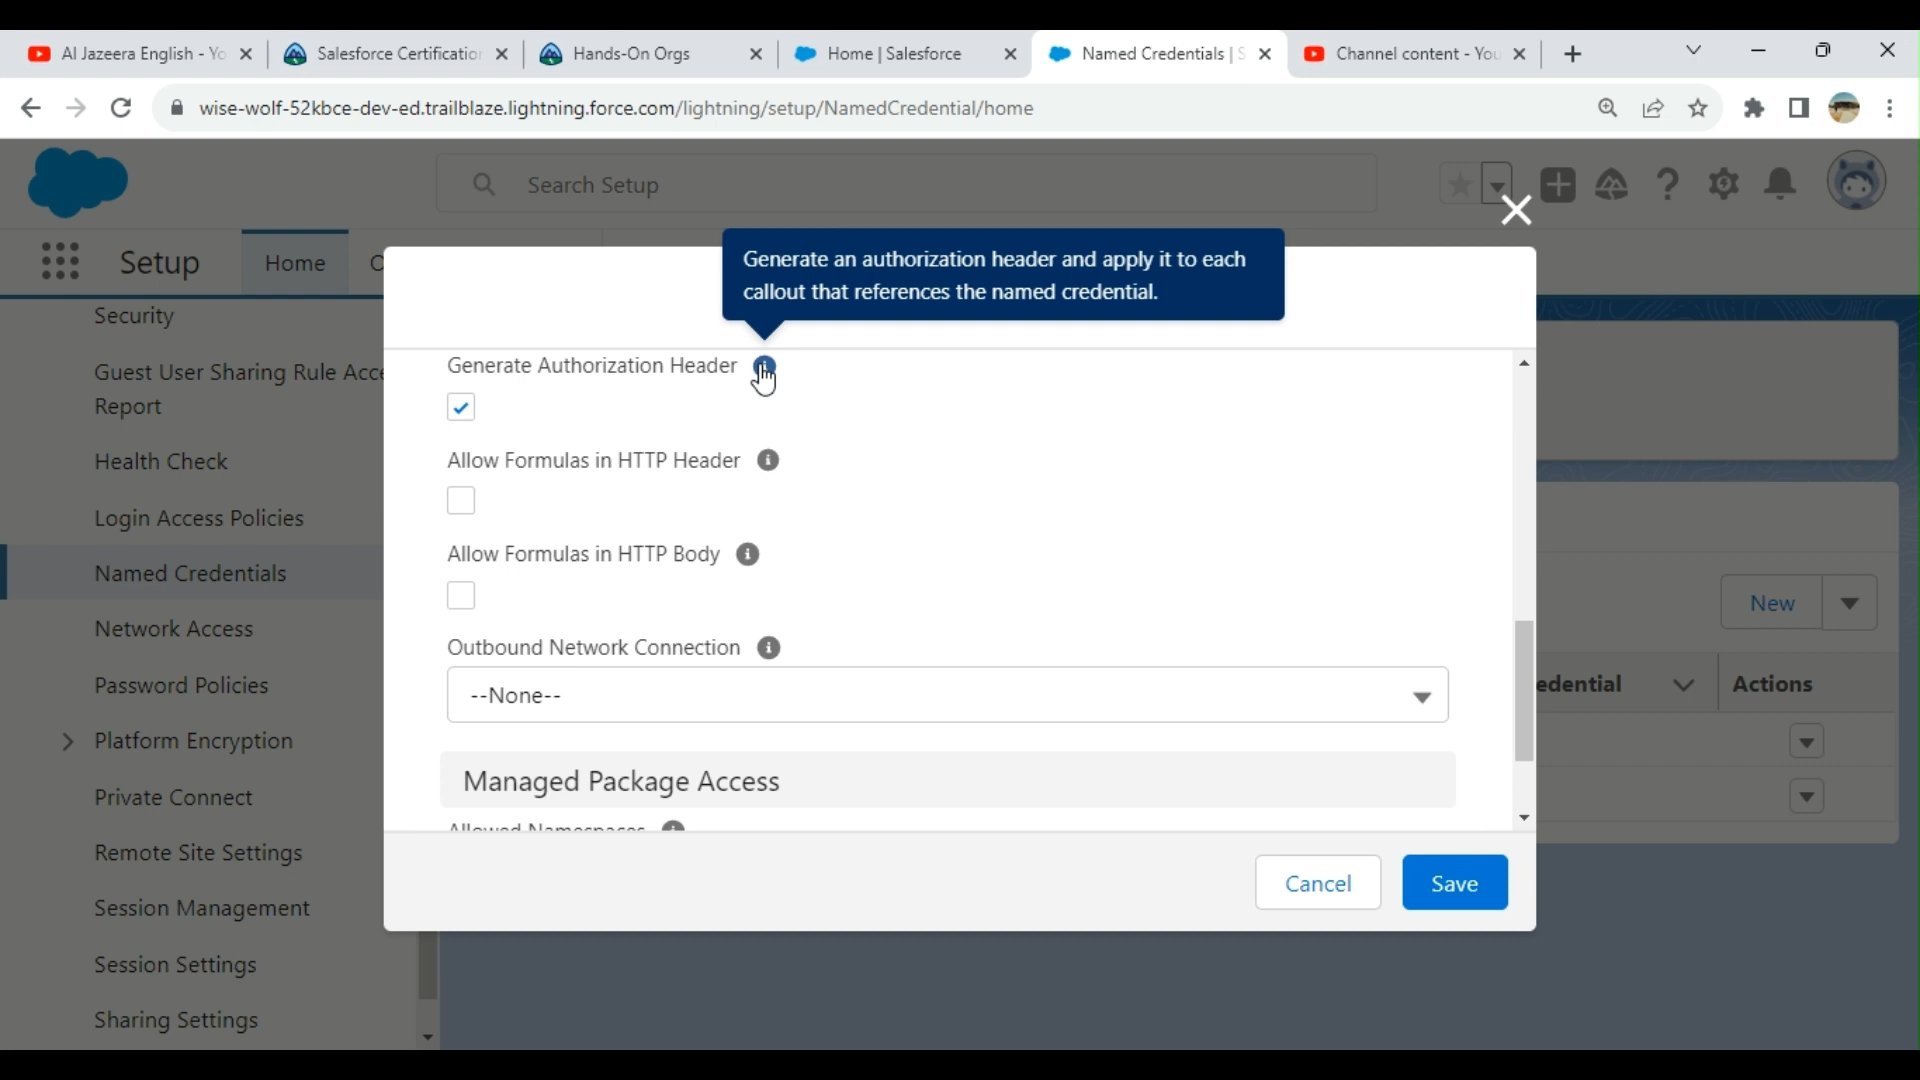 Al Jazeera English - Yo
Salesforce Certification
Hands-On Orgs
Home | Salesforce
Named Credentials | S
Channel content - You
wise-wolf-52kbce-dev-ed.trailblaze.lightning.force.com/lightning/setup/NamedCredential/home
Search Setup
Setup
Home
Generate an authorization header and apply it to each
callout that references the named credential.
Security
Guest User Sharing Rule Acce
Report
Health Check
Login Access Policies
Named Credentials
Network Access
Password Policies
Platform Encryption
Private Connect
Remote Site Settings
Session Management
Session Settings
Sharing Settings
Generate Authorization Header
Allow Formulas in HTTP Header
Allow Formulas in HTTP Body
Outbound Network Connection
--None--
Managed Package Access
Allowed Namespaces
Cancel
Save
New
edential
Actions